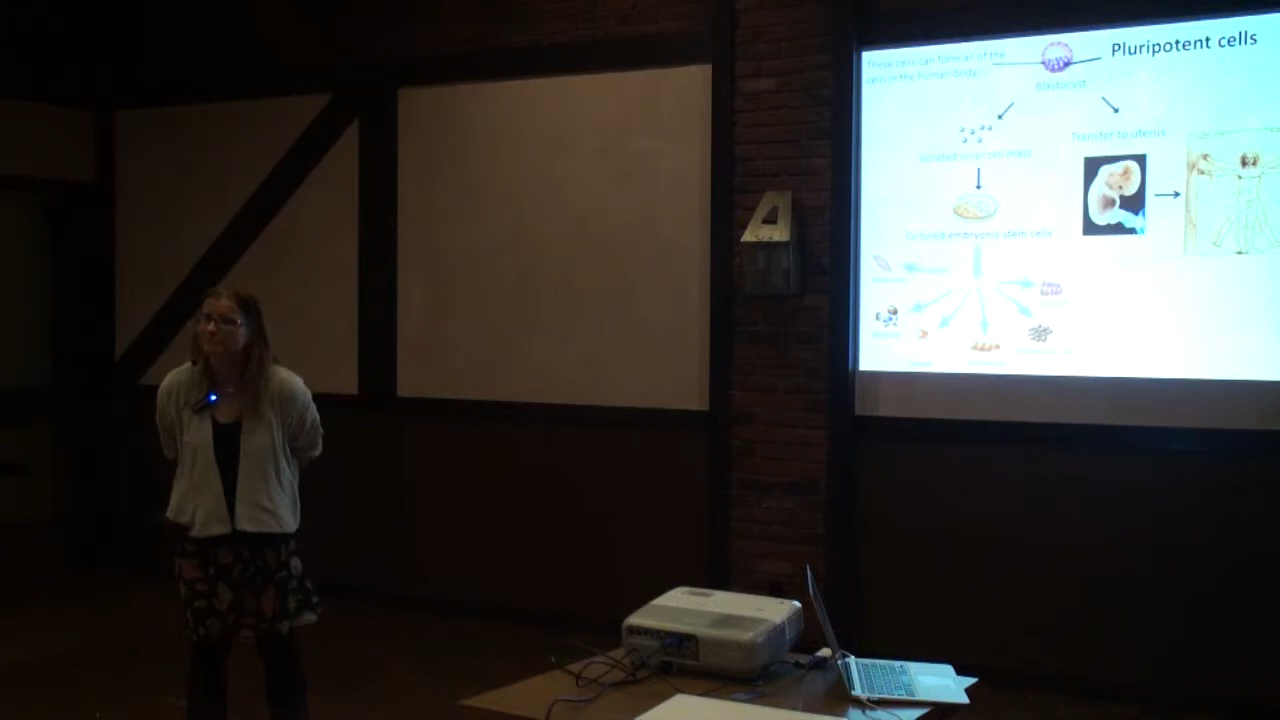 Pluripotent cells
These cells can form all of the
cells in the human body
Blastocyst
Transfer to uterus
Isolated inner cell mass
Cultured embryonic stem cells